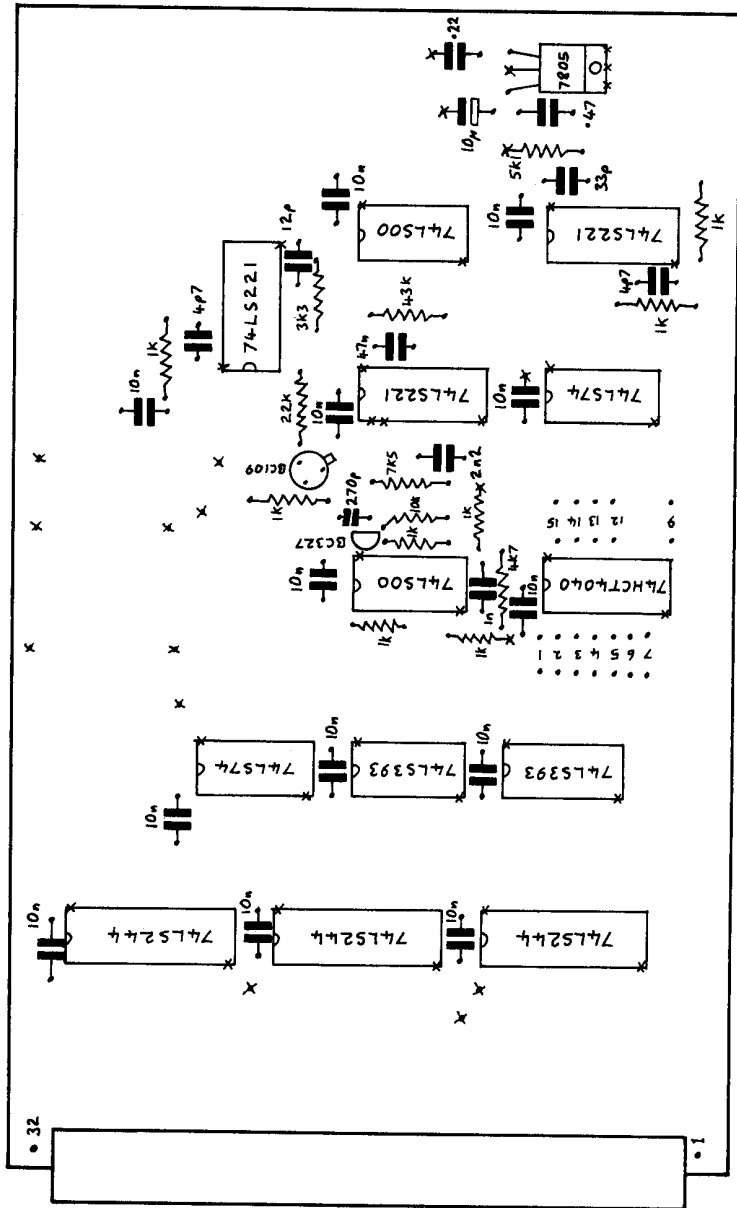 .22
7805
10µ
.47
5k1
33p
10n
12p
74LS00
10n
74LS221
1k
74LS221
4p7
3k3
43k
4p7
1k
1k
10n
47n
22k
10n
74LS221
10n
74LS74
BC109
7k5
2n2
1k
270p
10k
1k
1k
BC327
15
14
13
12
9
10n
74LS00
1n
4k7
10n
74HCT4040
1k
1k
1
2
3
4
5
6
7
74LS74
10n
74LS393
10n
74LS393
10n
10n
74LS244
10n
74LS244
10n
74LS244
32
1